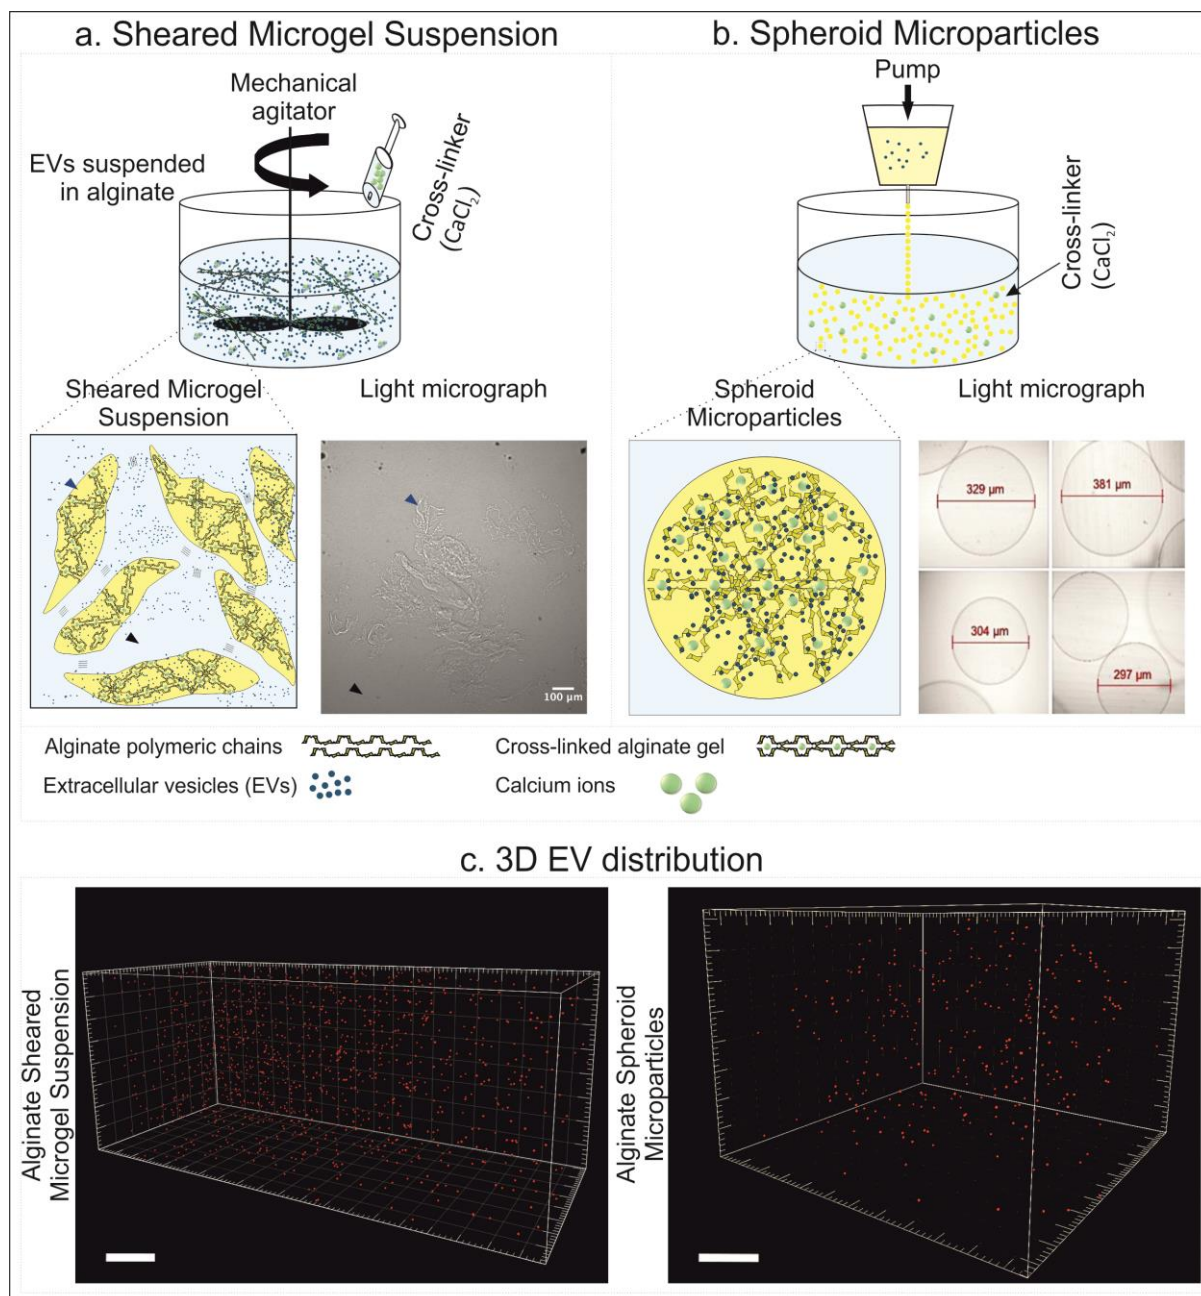 a. Sheared Microgel Suspension
Mechanical
agitator
EVs suspended
in alginate
Cross-linker
(CaCl₂)
Sheared Microgel
Suspension
Light micrograph
100 µm
b. Spheroid Microparticles
Pump
Cross-linker
(CaCl₂)
Spheroid
Microparticles
Light micrograph
329 µm
381 µm
304 µm
297 µm
Alginate polymeric chains
Cross-linked alginate gel
Extracellular vesicles (EVs)
Calcium ions
c. 3D EV distribution
Alginate Sheared
Microgel Suspension
Alginate Spheroid
Microparticles